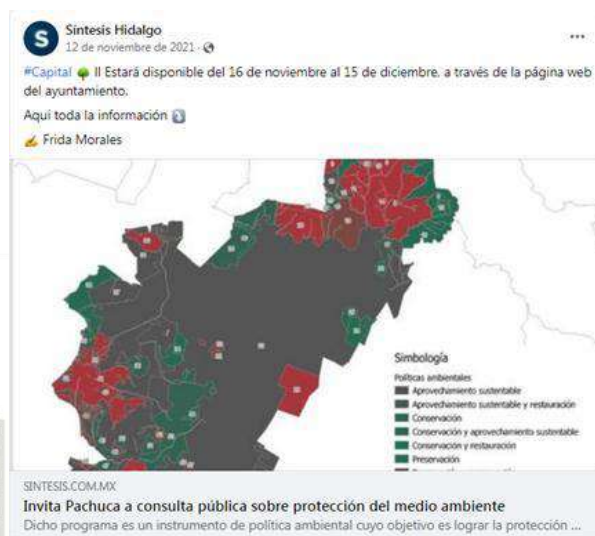 Síntesis Hidalgo
12 de noviembre de 2021 ·
#Capital II Estará disponible del 16 de noviembre al 15 de diciembre. a través de la página web
del ayuntamiento.
Aquí toda la información
Frida Morales
Simbología
Políticas ambientales
Aprovechamiento sustentable
Aprovechamiento sustentable y restauración
Conservación
Conservación y aprovechamiento sustentable
Conservación y restauración
Preservación
SINTESIS.COM.MX
Invita Pachuca a consulta pública sobre protección del medio ambiente
Dicho programa es un instrumento de política ambiental cuyo objetivo es lograr la protección ...